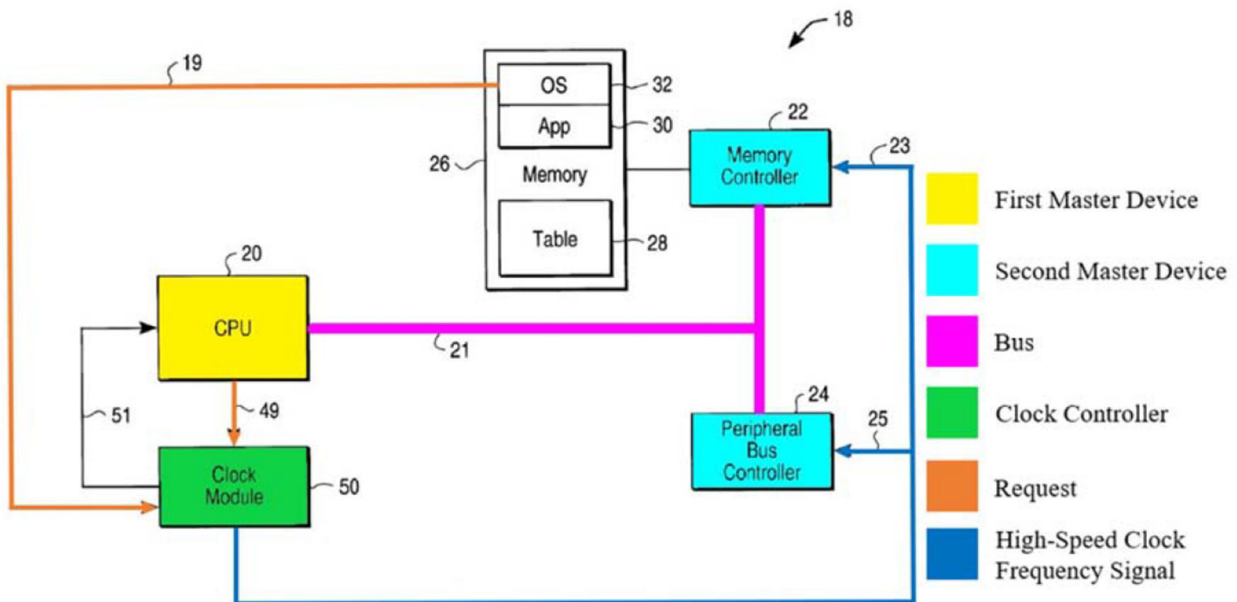 18
19
OS
32
App
30
26
Memory
Table
28
22
Memory
Controller
23
20
CPU
21
51
49
Clock
Module
50
24
Peripheral
Bus
Controller
25
First Master Device
Second Master Device
Bus
Clock Controller
Request
High-Speed Clock
Frequency Signal